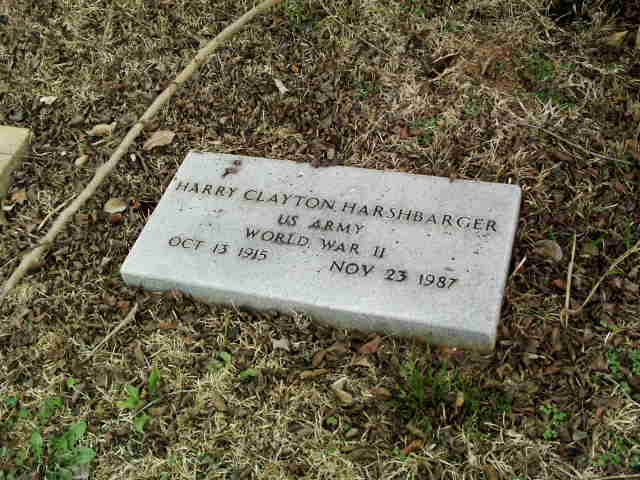 HARRY CLAYTON HARSHBARGER
US ARMY
WORLD WAR II
OCT 13 1915 NOV 23 1987